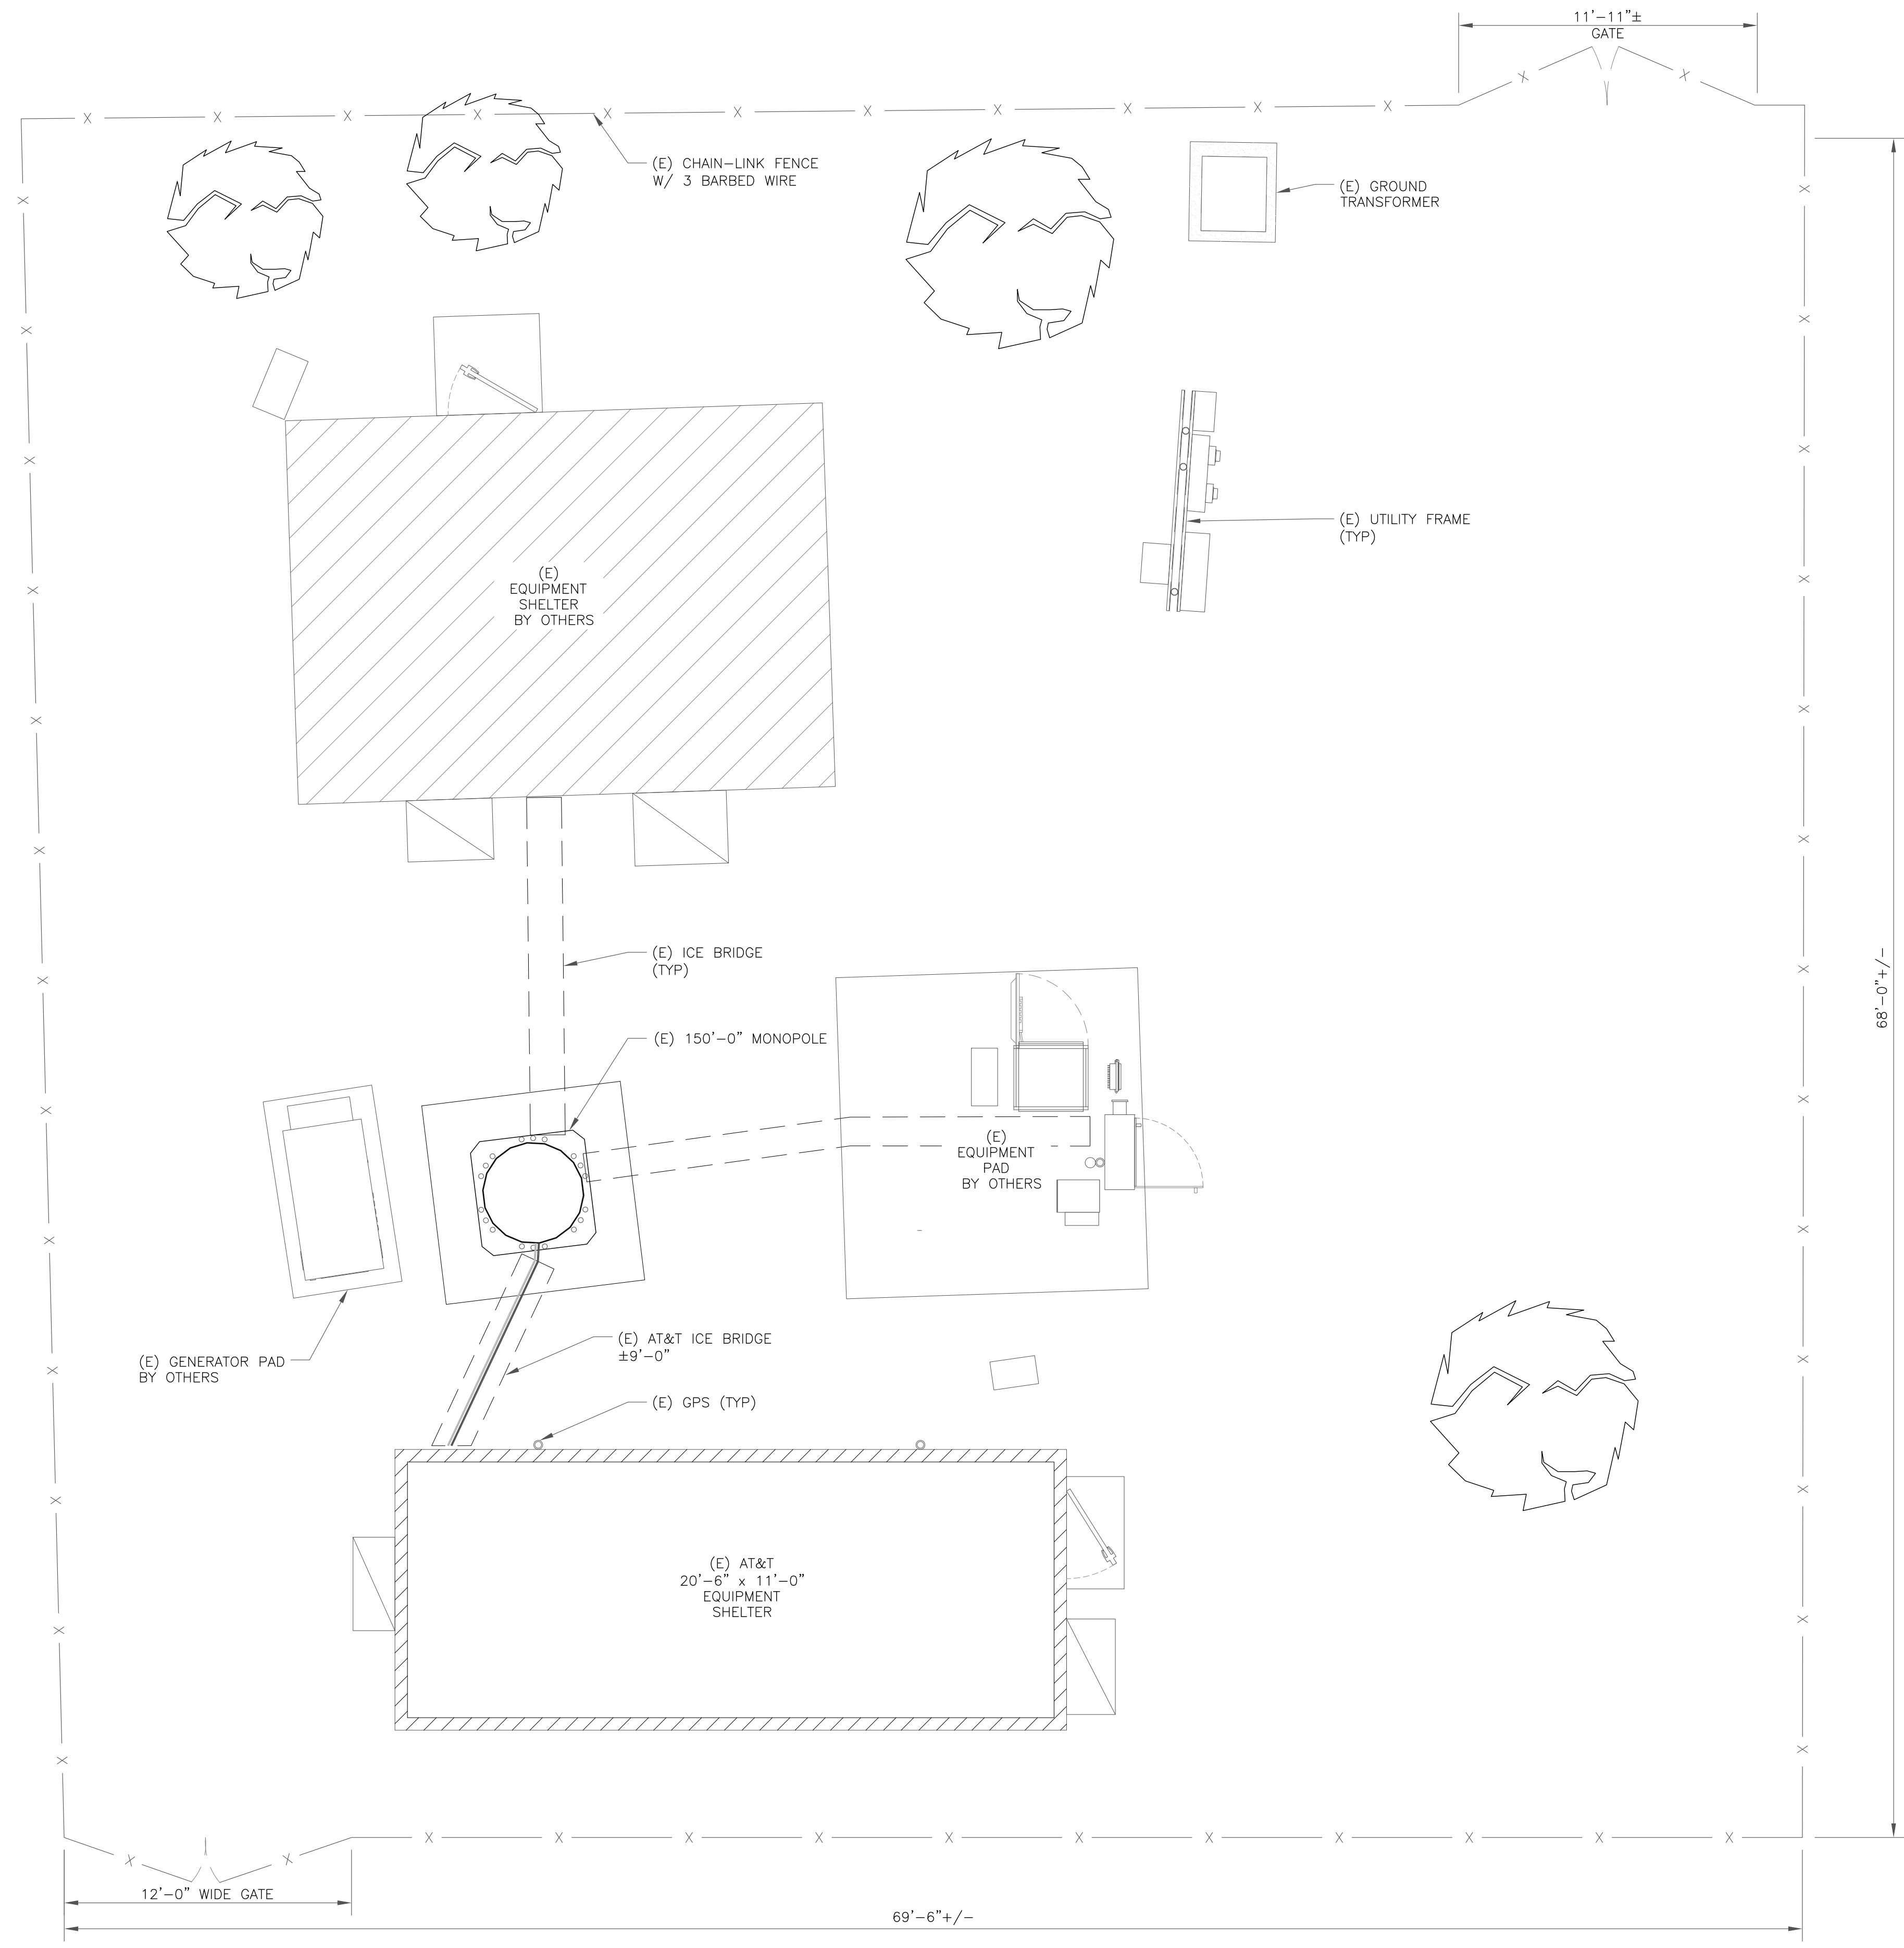 11'-11"±
GATE
(E) CHAIN-LINK FENCE
W/ 3 BARBED WIRE
(E) GROUND
TRANSFORMER
(E) UTILITY FRAME
(TYP)
(E)
EQUIPMENT
SHELTER
BY OTHERS
(E) ICE BRIDGE
(TYP)
68'-0"+/-
(E) 150'-0" MONOPOLE
(E)
EQUIPMENT
PAD
BY OTHERS
(E) GENERATOR PAD
BY OTHERS
(E) AT&T ICE BRIDGE
±9'-0"
(E) GPS (TYP)
(E) AT&T
20'-6" x 11'-0"
EQUIPMENT
SHELTER
12'-0" WIDE GATE
69'-6"+/-